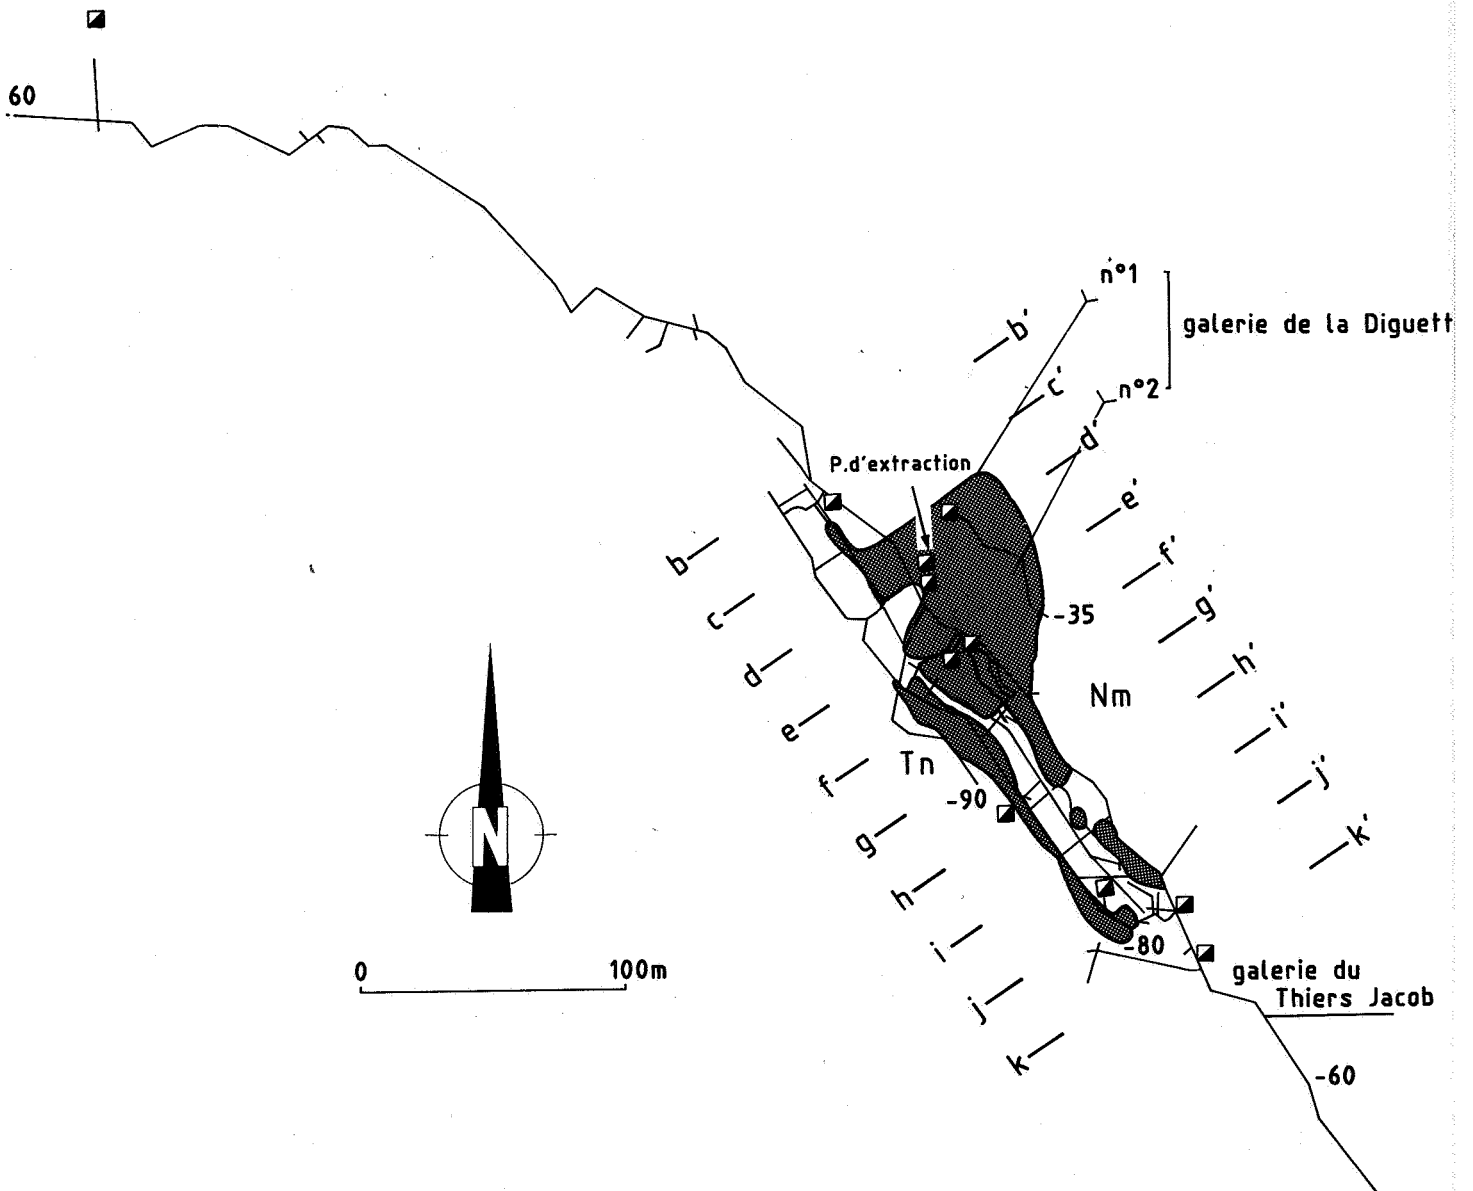 60
n°1
galerie de la Diguett
b'
c'
n°2
d'
P.d'extraction
e'
b
f'
c
g'
-35
d
h'
Nm
e
i'
Tn
f
j'
-90
g
k'
N
h
i
-80
0
100m
galerie du
Thiers Jacob
j
k
-60